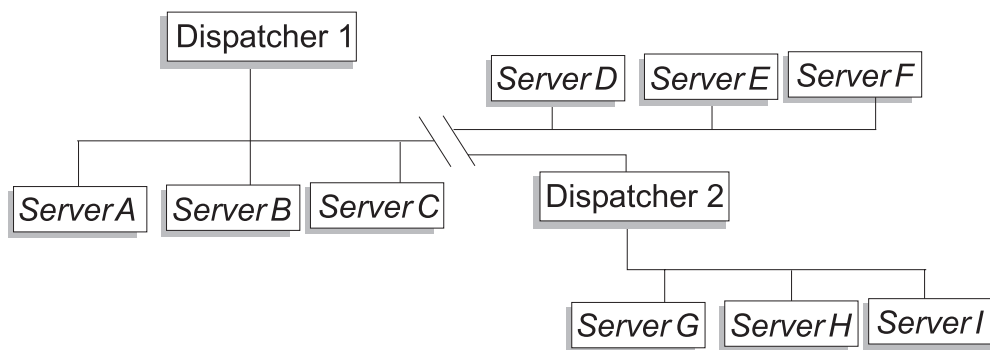 Dispatcher 1
Server D
Server E
Server F
Server A
Server B
Server C
Dispatcher 2
Server G
Server H
Server I